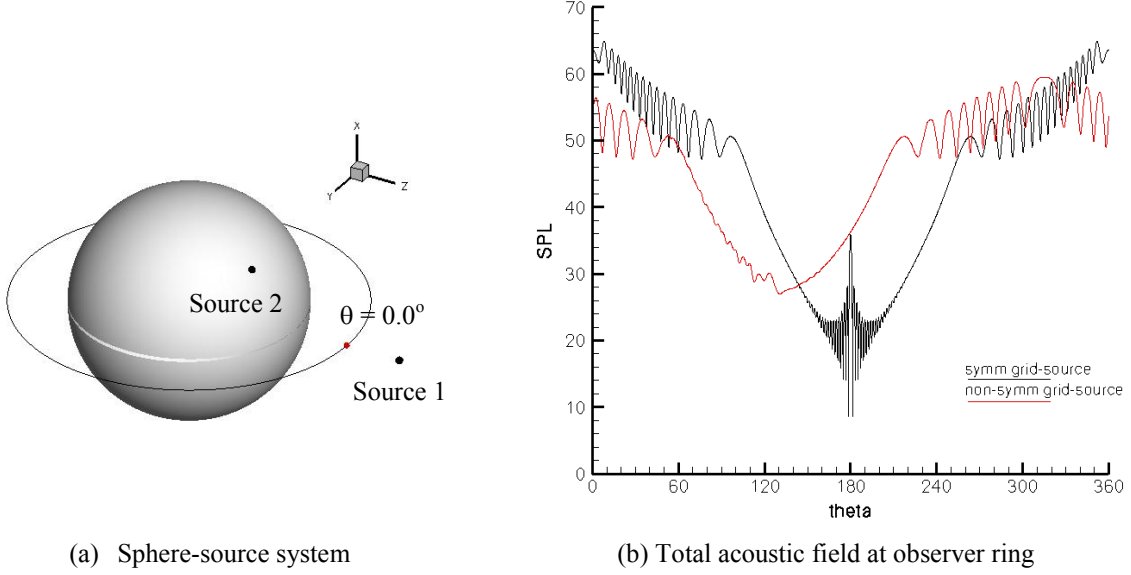 X
Y
Z
Source 2
θ = 0.0°
Source 1
(a) Sphere-source system
70
60
50
40
30
20
10
0
SPL
0
60
120
180
240
300
360
theta
symm grid-source
non-symm grid-source
(b) Total acoustic field at observer ring